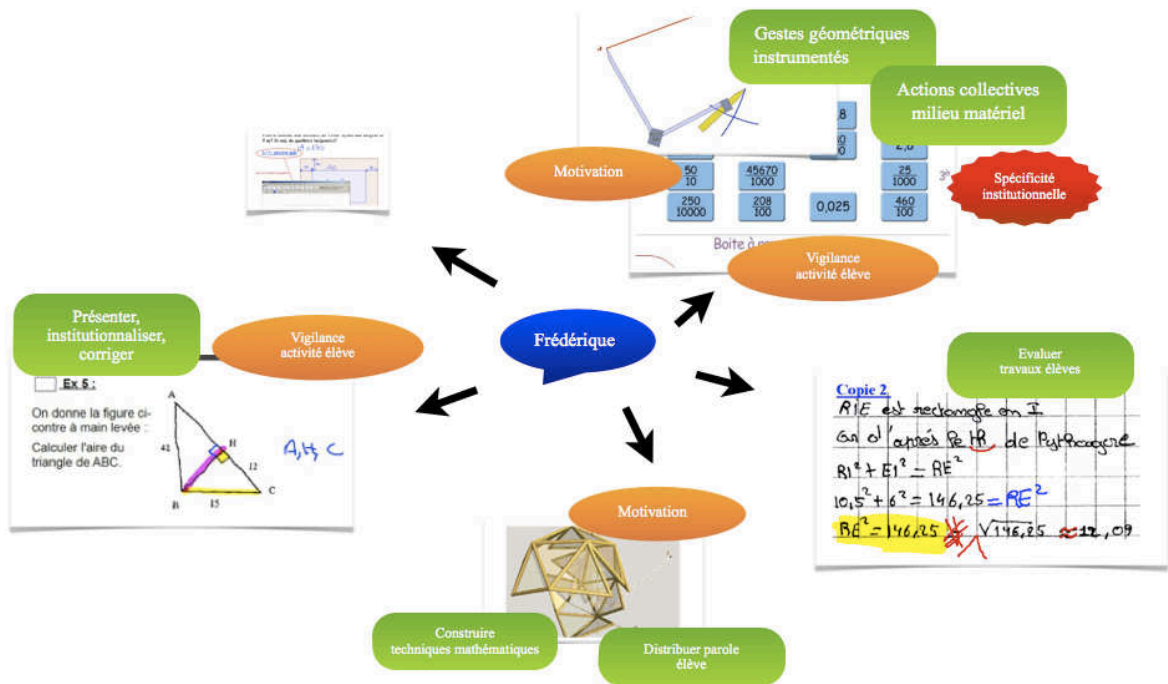 Gestes géométriques
instrumentés
Actions collectives
milieu matériel
Motivation
Spécificité
institutionnelle
50
10
45670
1000
25
1000
250
10000
208
100
0,025
460
100
Boite à
Vigilance
activité élève
Présenter,
institutionnaliser,
corriger
Vigilance
activité élève
Frédérique
Evaluer
travaux élèves
Ex 5 :
On donne la figure ci-
contre à main levée :
Calculer l'aire du
triangle de ABC.
A
41
H
12
B
15
C
A, H, C
Copie 2
RIE est rectangle en I
Or d'après le th de Pythagore
RI² + EI² = RE²
10,5² + 6² = 146,25 = RE²
RE² = 146,25 √146,25 ≈ 12,09
Motivation
Construire
techniques mathématiques
Distribuer parole
élève